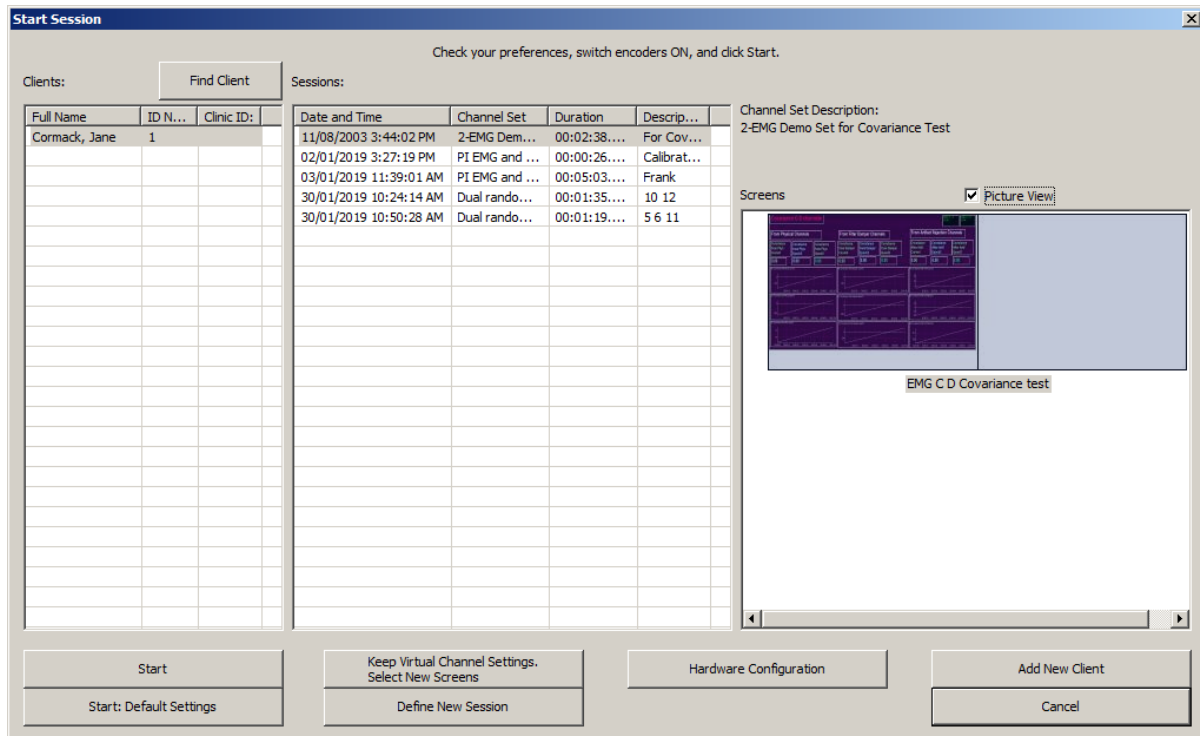 Start Session
Check your preferences, switch encoders ON, and click Start.
Clients:
Find Client
Sessions:
Full Name ID N... Clinic ID:
Cormack, Jane 1
Date and Time Channel Set Duration Descrip...
11/08/2003 3:44:02 PM 2-EMG Dem... 00:02:38.... For Cov...
02/01/2019 3:27:19 PM PI EMG and ... 00:00:26.... Calibrat...
03/01/2019 11:39:01 AM PI EMG and ... 00:05:03.... Frank
30/01/2019 10:24:14 AM Dual rando... 00:01:35.... 10 12
30/01/2019 10:50:28 AM Dual rando... 00:01:19.... 5 6 11
Channel Set Description:
2-EMG Demo Set for Covariance Test
Screens
Picture View
From Physical Channels
EMG C D Covariance test
Start
Keep Virtual Channel Settings.
Select New Screens
Hardware Configuration
Add New Client
Start: Default Settings
Define New Session
Cancel